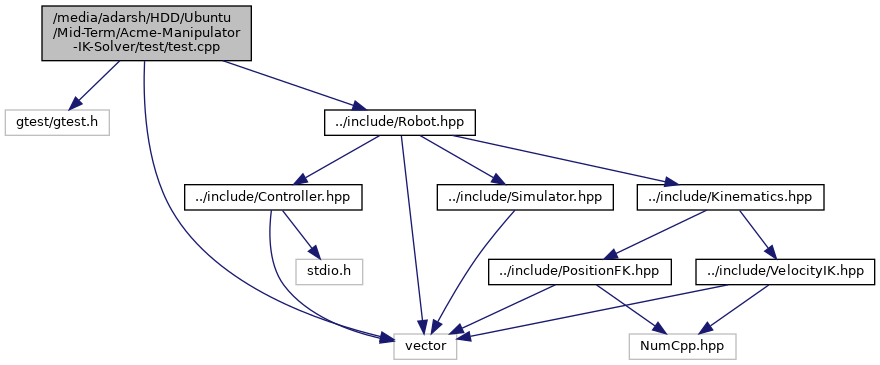 /media/adarsh/HDD/Ubuntu
/Mid-Term/Acme-Manipulator
-IK-Solver/test/test.cpp
gtest/gtest.h
../include/Robot.hpp
../include/Controller.hpp
../include/Simulator.hpp
../include/Kinematics.hpp
stdio.h
../include/PositionFK.hpp
../include/VelocityIK.hpp
vector
NumCpp.hpp